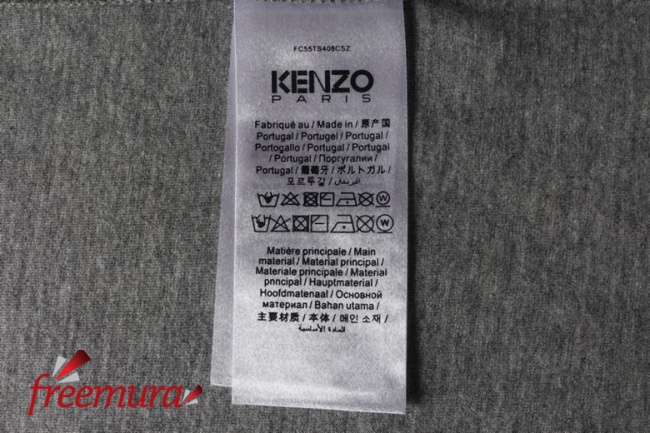 FC55TS408CSZ
KENZO
PARIS
Fabriqué au / Made in / 原产国
Portugal / Portugel / Portugal /
Portogallo / Portugal / Portugai
/ Portugal / Португалии /
Portugal / 葡萄牙 / ポルトガル /
포르투갈 /
W
W
Matière principale / Main
material / Material principal /
Materiale principale / Material
pnncipal / Hauptmaterial /
Hoofdmatenaal / Основной
материал / Bahan utama /
主要材质 / 本体 / 메인 소재 /
المادة الأساسية
freemura